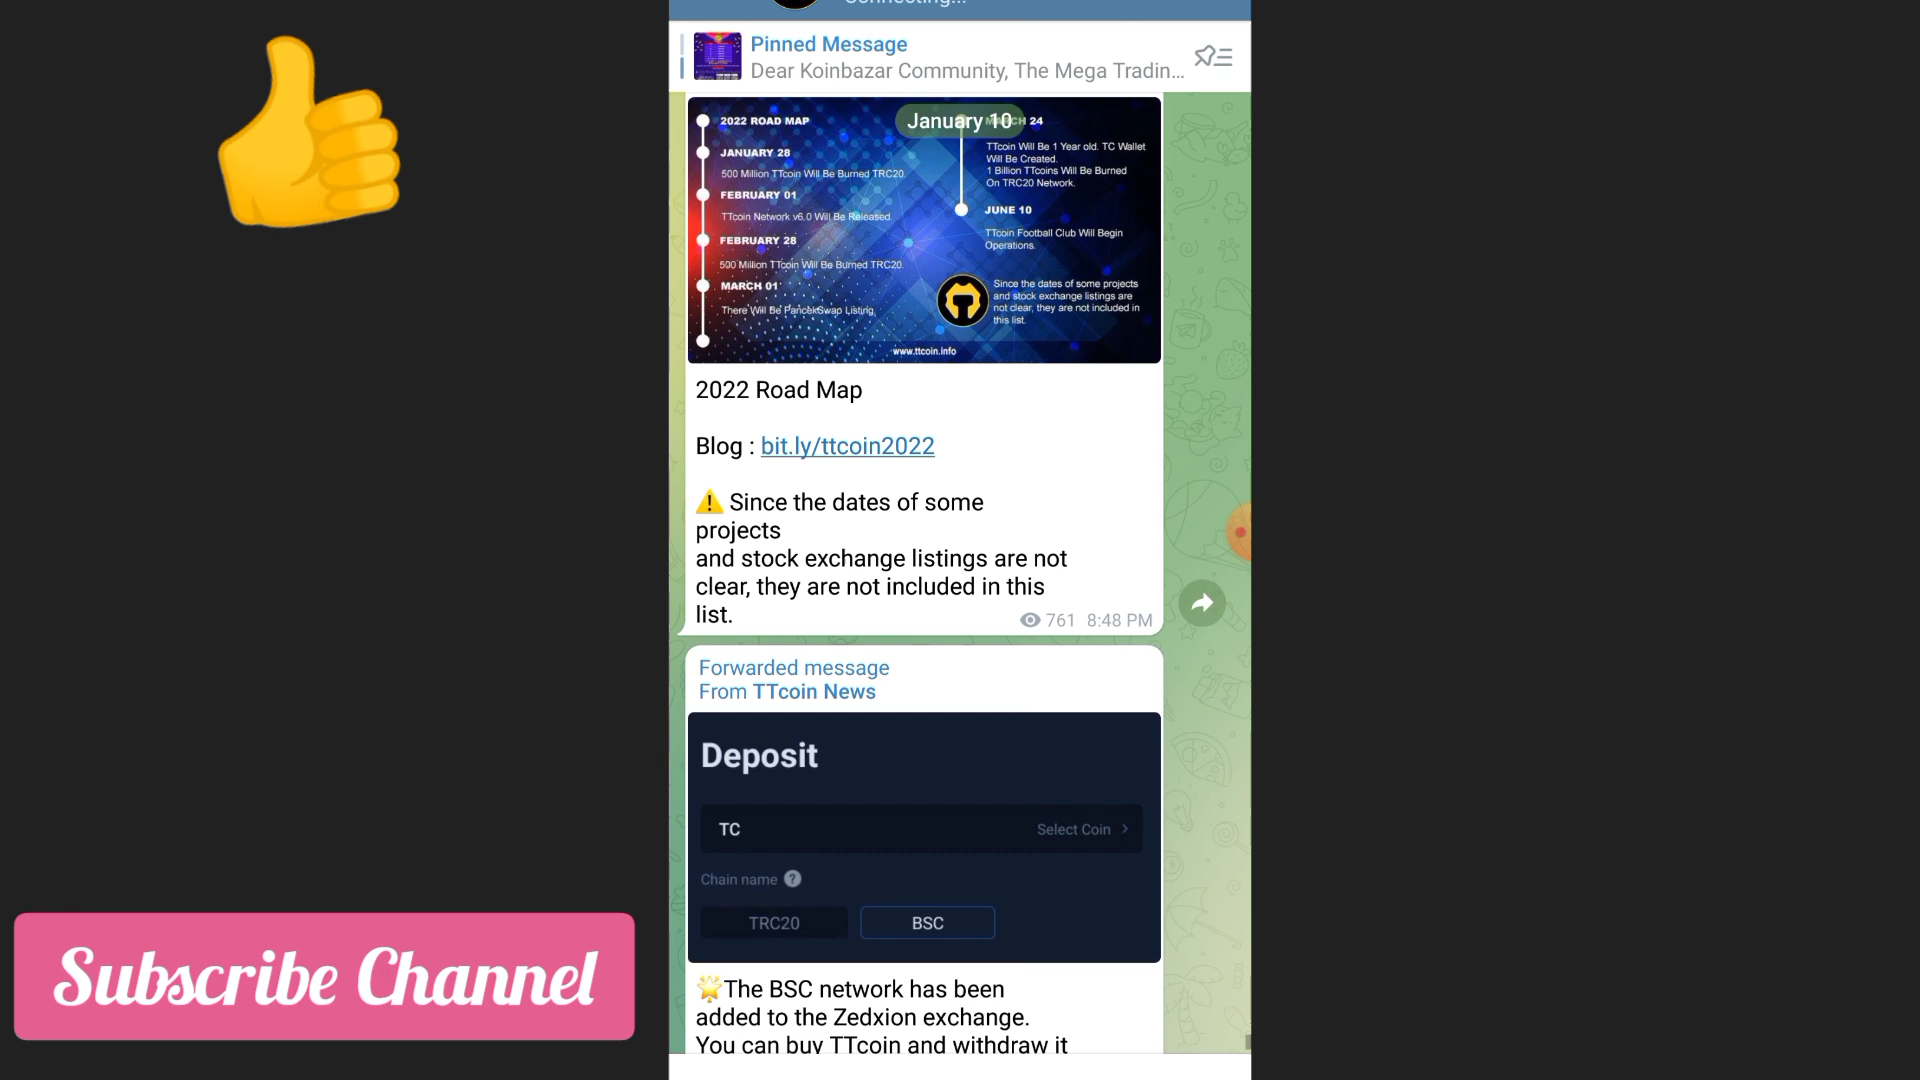 Connecting...
Pinned Message
Dear Koinbazar Community, The Mega Tradin...
January 10
2022 ROAD MAP
JANUARY 28
500 Million TTcoin Will Be Burned TRC20.
FEBRUARY 01
TTcoin Network v6.0 Will Be Released.
FEBRUARY 28
500 Million TTcoin Will Be Burned TRC20.
MARCH 01
There Will Be PancakSwap Listing.
MARCH 24
TTcoin Will Be 1 Year old. TC Wallet
Will Be Created.
1 Billion TTcoins Will Be Burned
On TRC20 Network.
JUNE 10
TTcoin Football Club Will Begin
Operations.
Since the dates of some projects
and stock exchange listings are
not clear, they are not included in
this list.
www.ttcoin.info
2022 Road Map
Blog : bit.ly/ttcoin2022
⚠️ Since the dates of some
projects
and stock exchange listings are not
clear, they are not included in this
list.
761 8:48 PM
Forwarded message
From TTcoin News
Deposit
TC
Select Coin >
Chain name ?
TRC20
BSC
🌟The BSC network has been
added to the Zedxion exchange.
You can buy TTcoin and withdraw it
Subscribe Channel